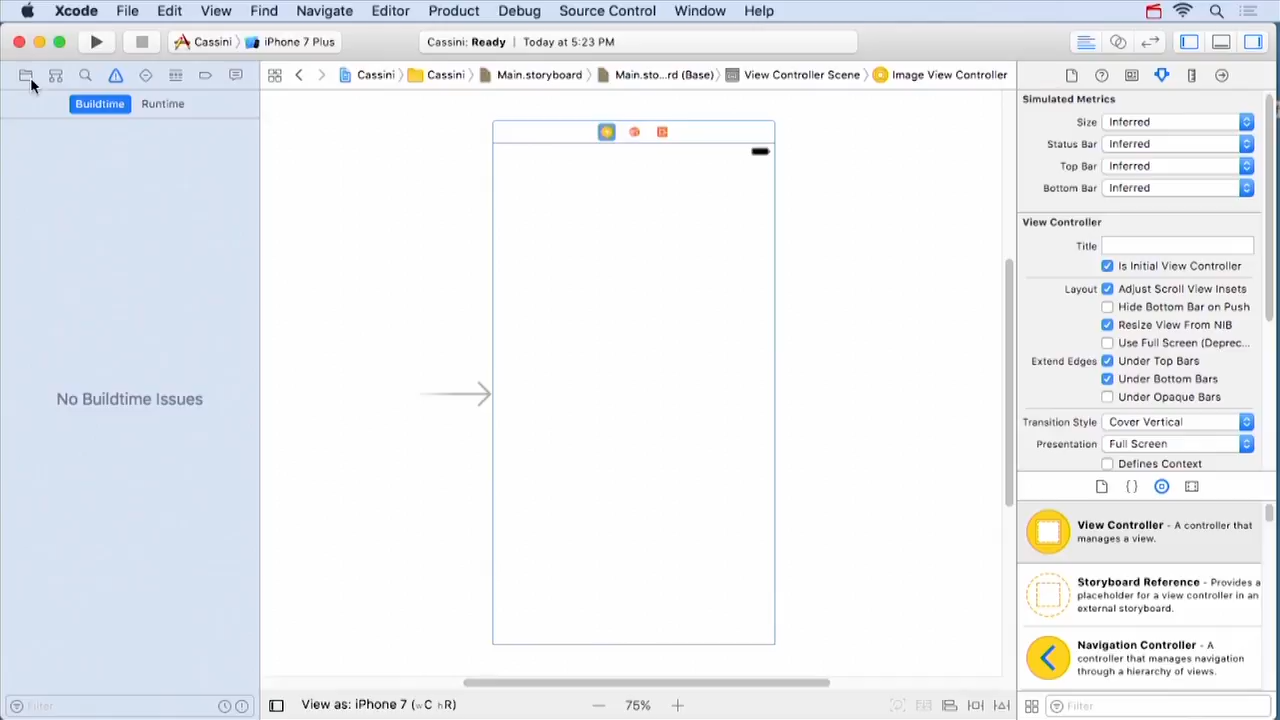 Xcode File Edit View Find Navigate Editor Product Debug Source Control Window Help
Cassini iPhone 7 Plus Cassini: Ready | Today at 5:23 PM
Cassini Cassini Main.storyboard Main.sto...rd (Base) View Controller Scene Image View Controller
Buildtime Runtime
No Buildtime Issues
Filter
View as: iPhone 7 (wC hR)
75%
Simulated Metrics
Size Inferred
Status Bar Inferred
Top Bar Inferred
Bottom Bar Inferred
View Controller
Title
Is Initial View Controller
Layout Adjust Scroll View Insets
Hide Bottom Bar on Push
Resize View From NIB
Use Full Screen (Deprec...
Extend Edges Under Top Bars
Under Bottom Bars
Under Opaque Bars
Transition Style Cover Vertical
Presentation Full Screen
Defines Context
View Controller - A controller that
manages a view.
Storyboard Reference - Provides a
placeholder for a view controller in an
external storyboard.
Navigation Controller - A
controller that manages navigation
through a hierarchy of views.
Filter